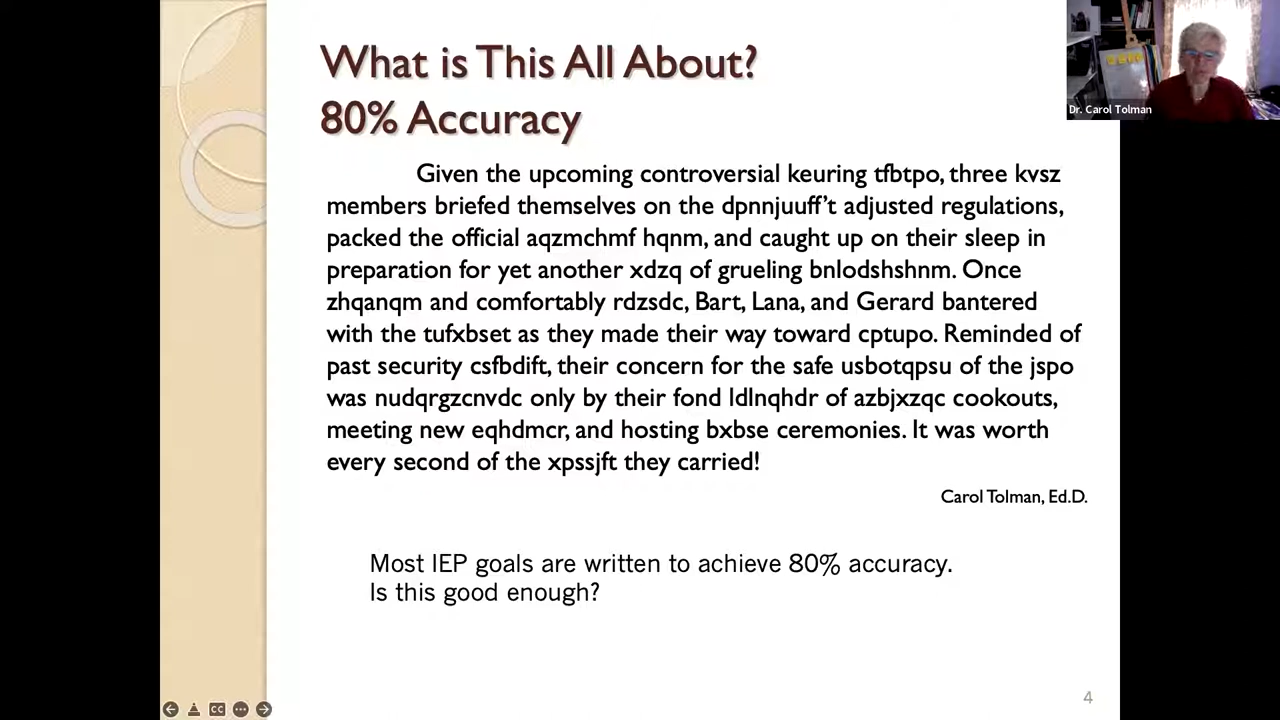 What is This All About?
80% Accuracy
Dr. Carol Tolman
Given the upcoming controversial keuring tfbtpo, three kvsz
members briefed themselves on the dpnnjuuff’t adjusted regulations,
packed the official aqzmchmf hqnm, and caught up on their sleep in
preparation for yet another xdzq of grueling bnlodshshnm. Once
zhqanqm and comfortably rdzsdc, Bart, Lana, and Gerard bantered
with the tufxbset as they made their way toward cptupo. Reminded of
past security csfbdift, their concern for the safe usbotqpsu of the jspo
was nudqrgzcnvdc only by their fond ldlnqhdr of azbjxzqc cookouts,
meeting new eqhdmcr, and hosting bxbse ceremonies. It was worth
every second of the xpssjft they carried!
Carol Tolman, Ed.D.
Most IEP goals are written to achieve 80% accuracy.
Is this good enough?
CC
4